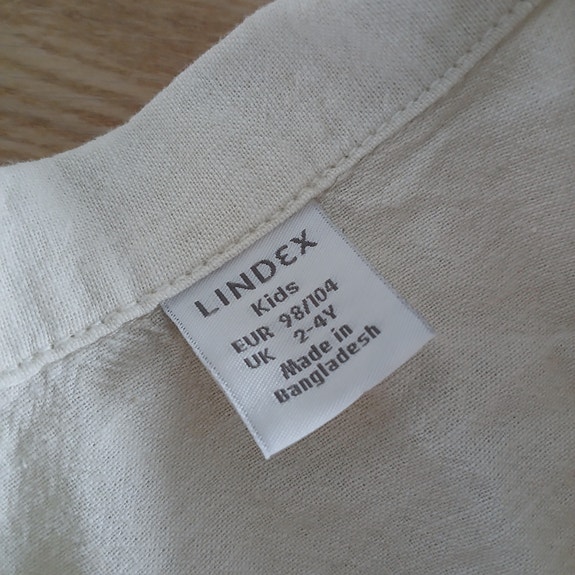 LINDEX
Kids
EUR 98/104
UK 2-4Y
Made in
Bangladesh